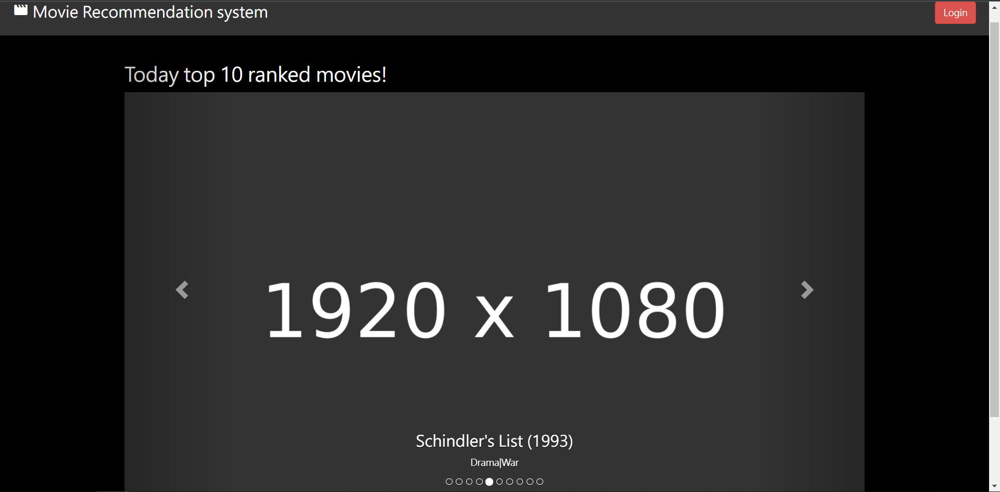 Movie Recommendation system
Login
Today top 10 ranked movies!
1920 x 1080
Schindler's List (1993)
Drama|War